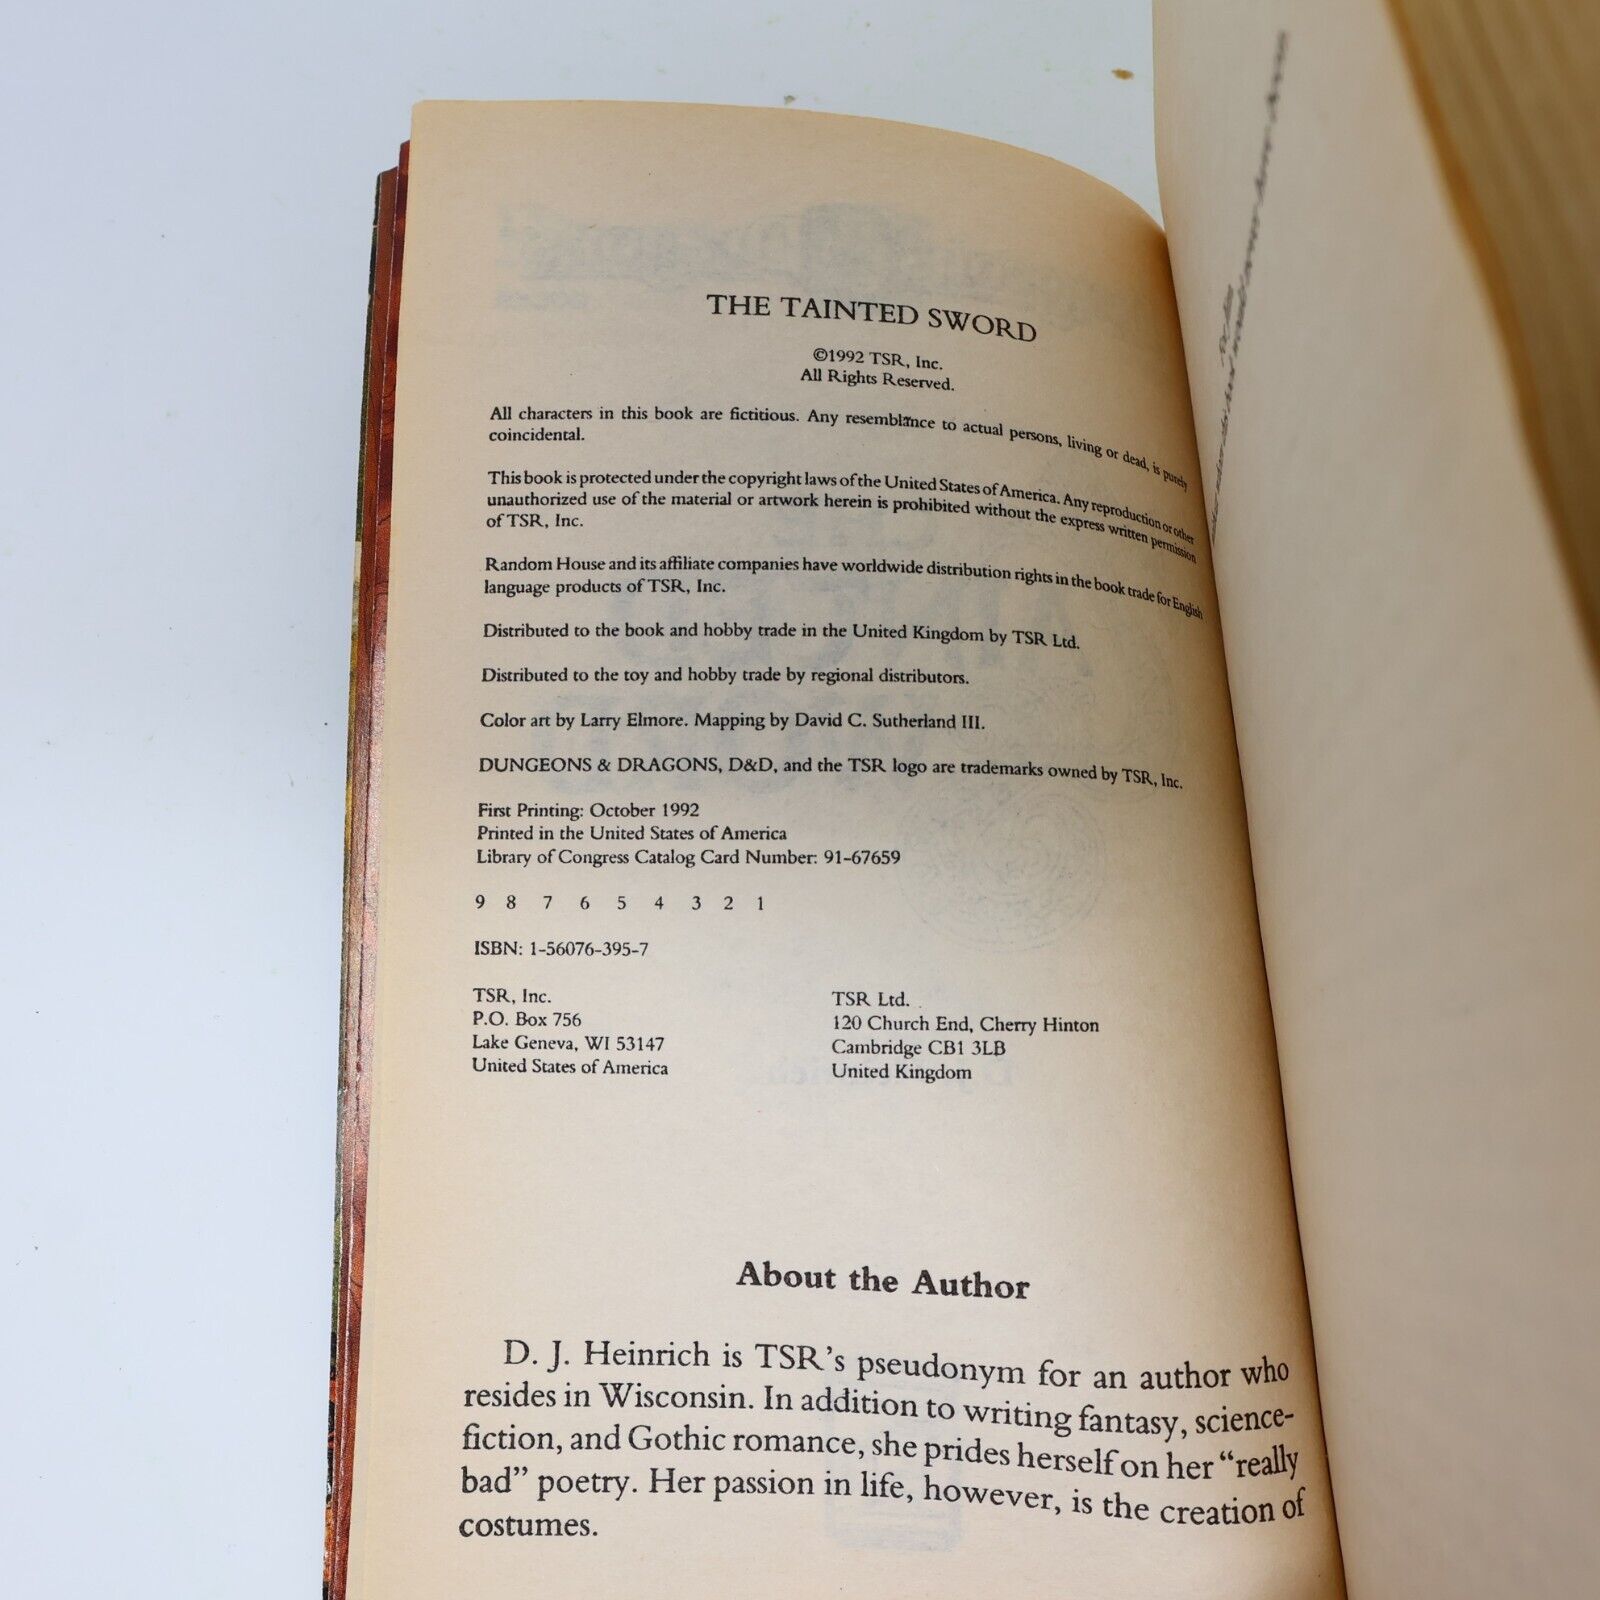 THE TAINTED SWORD
©1992 TSR, Inc.
All Rights Reserved.
All characters in this book are fictitious. Any resemblance to actual persons, living or dead, is purely
coincidental.
This book is protected under the copyright laws of the United States of America. Any reproduction or other
unauthorized use of the material or artwork herein is prohibited without the express written permission
of TSR, Inc.
Random House and its affiliate companies have worldwide distribution rights in the book trade for English
language products of TSR, Inc.
Distributed to the book and hobby trade in the United Kingdom by TSR Ltd.
Distributed to the toy and hobby trade by regional distributors.
Color art by Larry Elmore. Mapping by David C. Sutherland III.
DUNGEONS & DRAGONS, D&D, and the TSR logo are trademarks owned by TSR, Inc.
First Printing: October 1992
Printed in the United States of America
Library of Congress Catalog Card Number: 91-67659
9 8 7 6 5 4 3 2 1
ISBN: 1-56076-395-7
TSR, Inc.
P.O. Box 756
Lake Geneva, WI 53147
United States of America
TSR Ltd.
120 Church End, Cherry Hinton
Cambridge CB1 3LB
United Kingdom
About the Author
D. J. Heinrich is TSR's pseudonym for an author who
resides in Wisconsin. In addition to writing fantasy, science-
fiction, and Gothic romance, she prides herself on her "really
bad" poetry. Her passion in life, however, is the creation of
costumes.